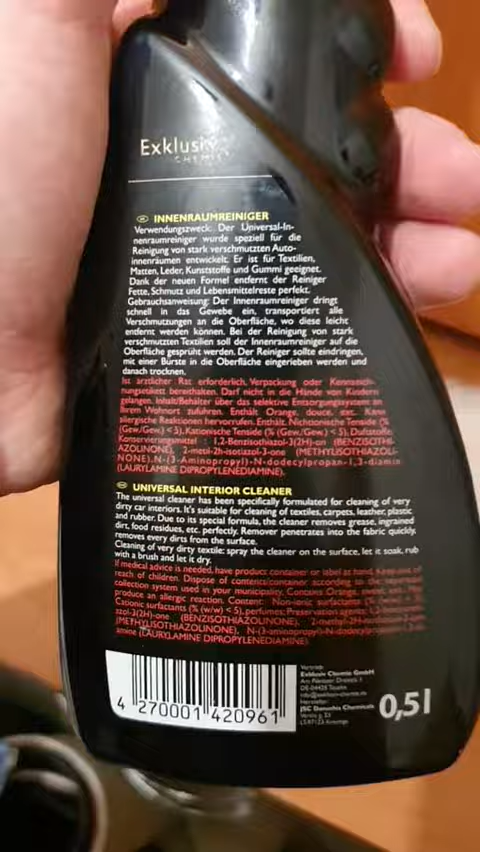 Exklusiv
CHEMIE
DE INNENRAUMREINIGER
Verwendungszweck: Der Universal-In-
nenraumreiniger wurde speziell für die
Reinigung von stark verschmutzten Auto-
innenräumen entwickelt. Er ist für Textilien,
Matten, Leder, Kunststoffe und Gummi geeignet.
Dank der neuen Formel entfernt der Reiniger
Fette, Schmutz und Lebensmittelreste perfekt.
Gebrauchsanweisung: Der Innenraumreiniger dringt
schnell in das Gewebe ein, transportiert alle
Verschmutzungen an die Oberfläche, wo diese leicht
entfernt werden können. Bei der Reinigung von stark
verschmutzten Textilien soll der Innenraumreiniger auf die
Oberfläche gesprüht werden. Der Reiniger sollte eindringen,
mit einer Bürste in die Oberfläche eingerieben werden und
danach trocknen.
Ist ärztlicher Rat erforderlich, Verpackung oder Kennzeich-
nungsetikett bereithalten. Darf nicht in die Hände von Kindern
gelangen. Inhalt/Behälter über das selektive Entsorgungssystem an
Ihrem Wohnort zuführen. Enthält Orange, douce, ext. Kann
allergische Reaktionen hervorrufen. Enthält: Nichtionische Tenside (%
(Gew./Gew.) < 5), Kationische Tenside (% (Gew./Gew.) < 5), Duftstoffe,
Konservierungsmittel : 1,2-Benzisothiazol-3(2H)-on (BENZISOTHI-
AZOLINONE), 2-metil-2h-isotiazol-3-one (METHYLISOTHIAZOLI-
NONE), N-(3-Aminopropyl)-N-dodecylpropan-1,3-diamin
(LAURYLAMINE DIPROPYLENEDIAMINE).
UNIVERSAL INTERIOR CLEANER
The universal cleaner has been specifically formulated for cleaning of very
dirty car interiors. It's suitable for cleaning of textiles, carpets, leather, plastic
and rubber. Due to its special formula, the cleaner removes grease, ingrained
dirt, food residues, etc. perfectly. Remover penetrates into the fabric quickly,
removes every dirts from the surface.
Cleaning of very dirty textile: spray the cleaner on the surface, let it soak, rub
with a brush and let it dry.
If medical advice is needed, have product container or label at hand. Keep out of
reach of children. Dispose of contents/container according to the separate
collection system used in your municipality. Contains Orange, sweet, ext. May
produce an allergic reaction. Content: Non-ionic surfactants
Cationic surfactants (% (w/w) < 5), perfumes; Preservation agents: 1,2-
azol-3(2H)-one (BENZISOTHIAZOLINONE), 2-methyl-2H-
(METHYLISOTHIAZOLINONE), N-(3-aminopropyl)-N-dodecylpropane-1,3-di-
amine (LAURYLAMINE DIPROPYLENEDIAMINE).
4 270001 420961
Vertrieb:
Exklusiv Chemie GmbH
DE-04425 Taucha
Hersteller:
JSC Danushis Chemicals
0,5 l